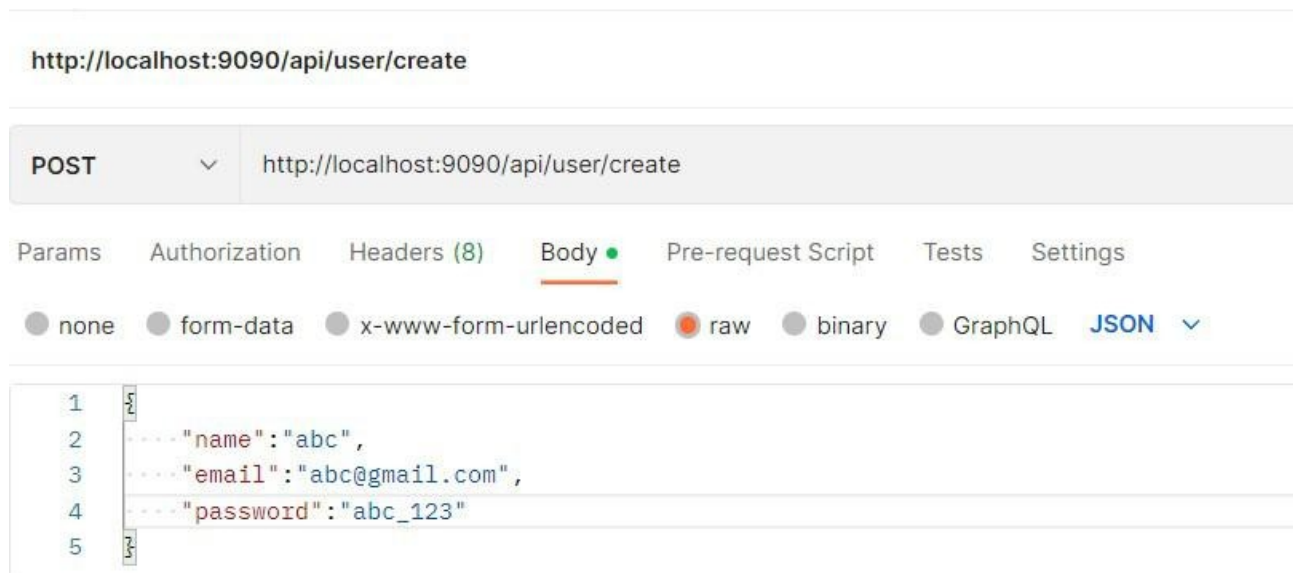 http://localhost:9090/api/user/create
POST http://localhost:9090/api/user/create
Params Authorization Headers (8) Body Pre-request Script Tests Settings
none form-data x-www-form-urlencoded raw binary GraphQL JSON
1 {
2 "name":"abc",
3 "email":"abc@gmail.com",
4 "password":"abc_123"
5 }